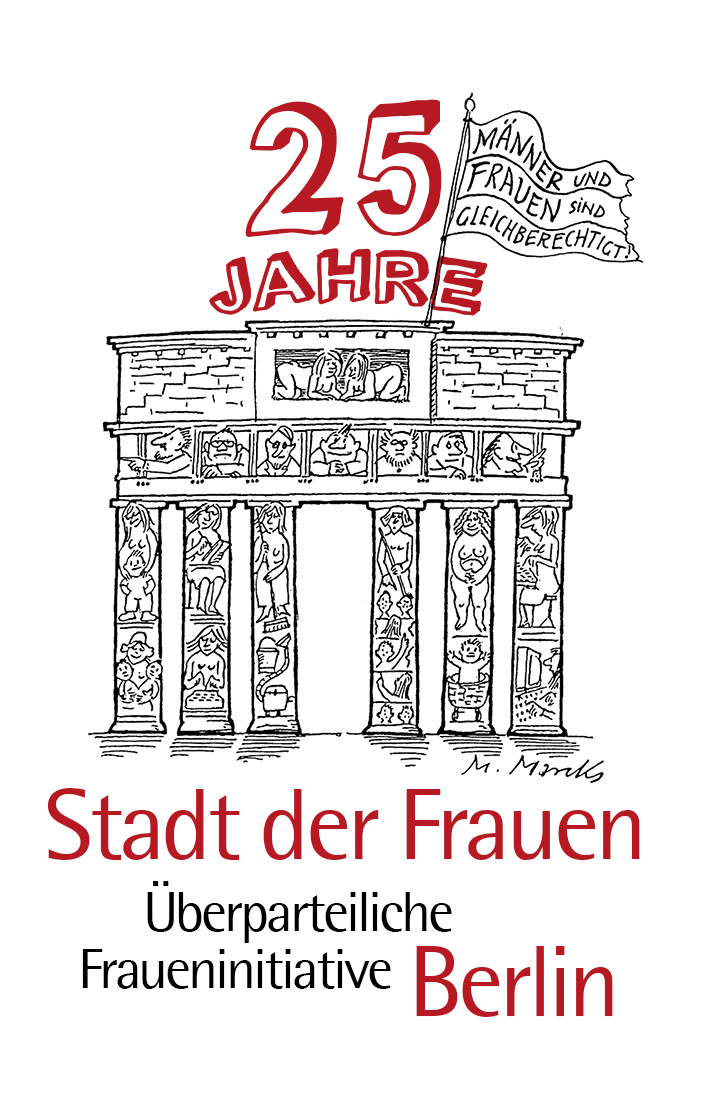 25
JAHRE
MÄNNER UND
FRAUEN SIND
GLEICHBERECHTIGT!
M. Marcks
Stadt der Frauen
Überparteiliche
Fraueninitiative Berlin